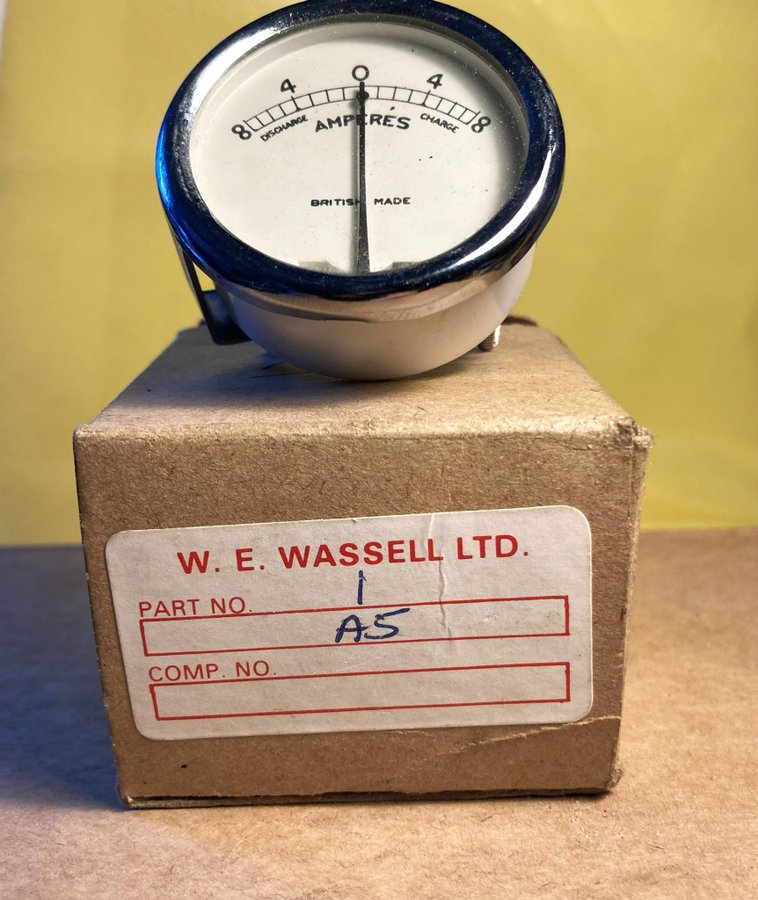 4 0 4
8 DISCHARGE AMPERES CHARGE 8
BRITISH MADE
W. E. WASSELL LTD.
1
PART NO.
A5
COMP. NO.